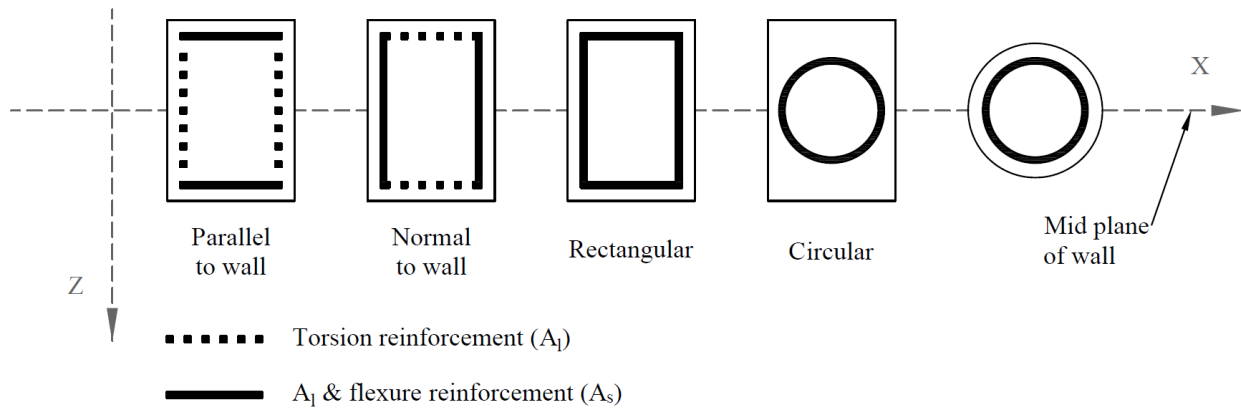 X
Parallel
to wall
Normal
to wall
Rectangular
Circular
Mid plane
of wall
Z
Torsion reinforcement (Aₗ)
Aₗ & flexure reinforcement (Aₛ)